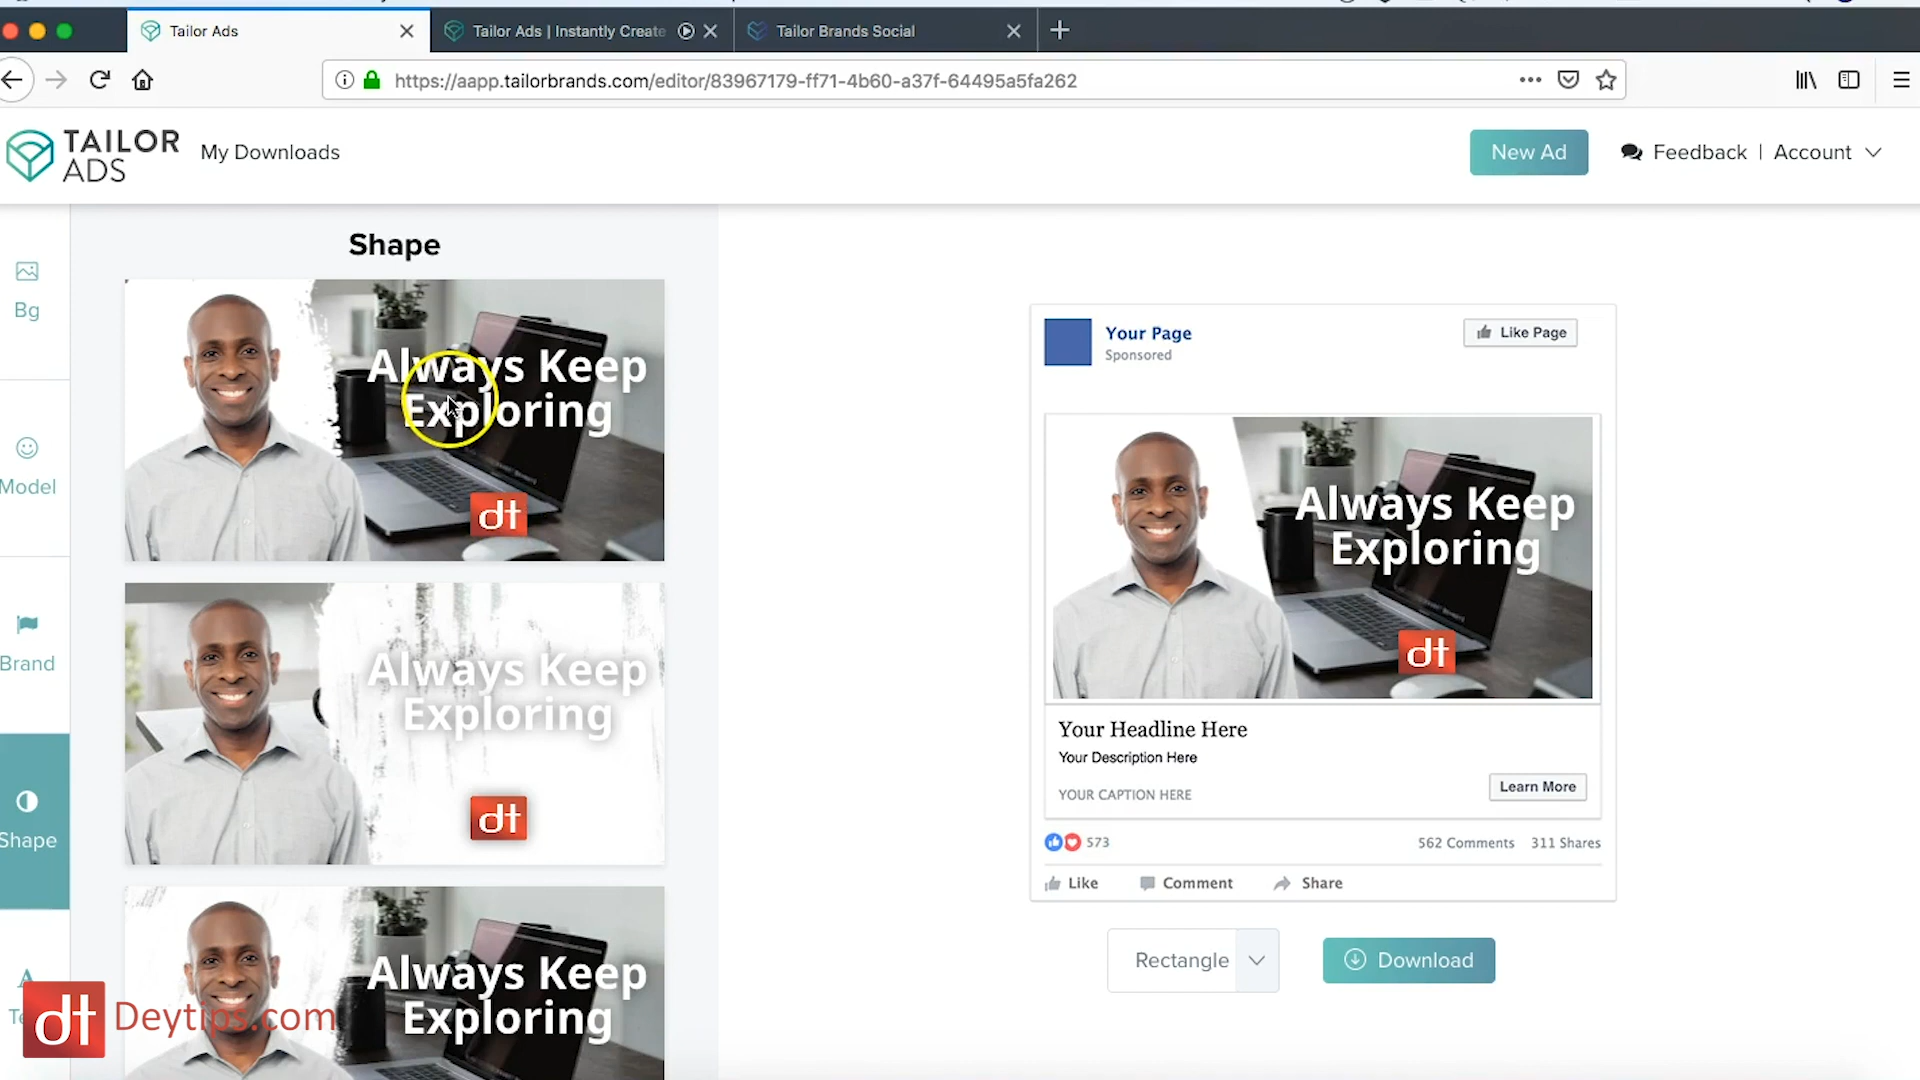 Tailor Ads
Tailor Ads | Instantly Create
Tailor Brands Social
https://aapp.tailorbrands.com/editor/83967179-ff71-4b60-a37f-64495a5fa262
TAILOR
ADS
My Downloads
New Ad
Feedback | Account
Bg
Model
Brand
Shape
Shape
Always Keep
Exploring
dt
Always Keep
Exploring
dt
Always Keep
Exploring
Your Page
Sponsored
Like Page
Always Keep
Exploring
dt
Your Headline Here
Your Description Here
YOUR CAPTION HERE
Learn More
573
562 Comments 311 Shares
Like Comment Share
Rectangle
Download
dt Deytips.com